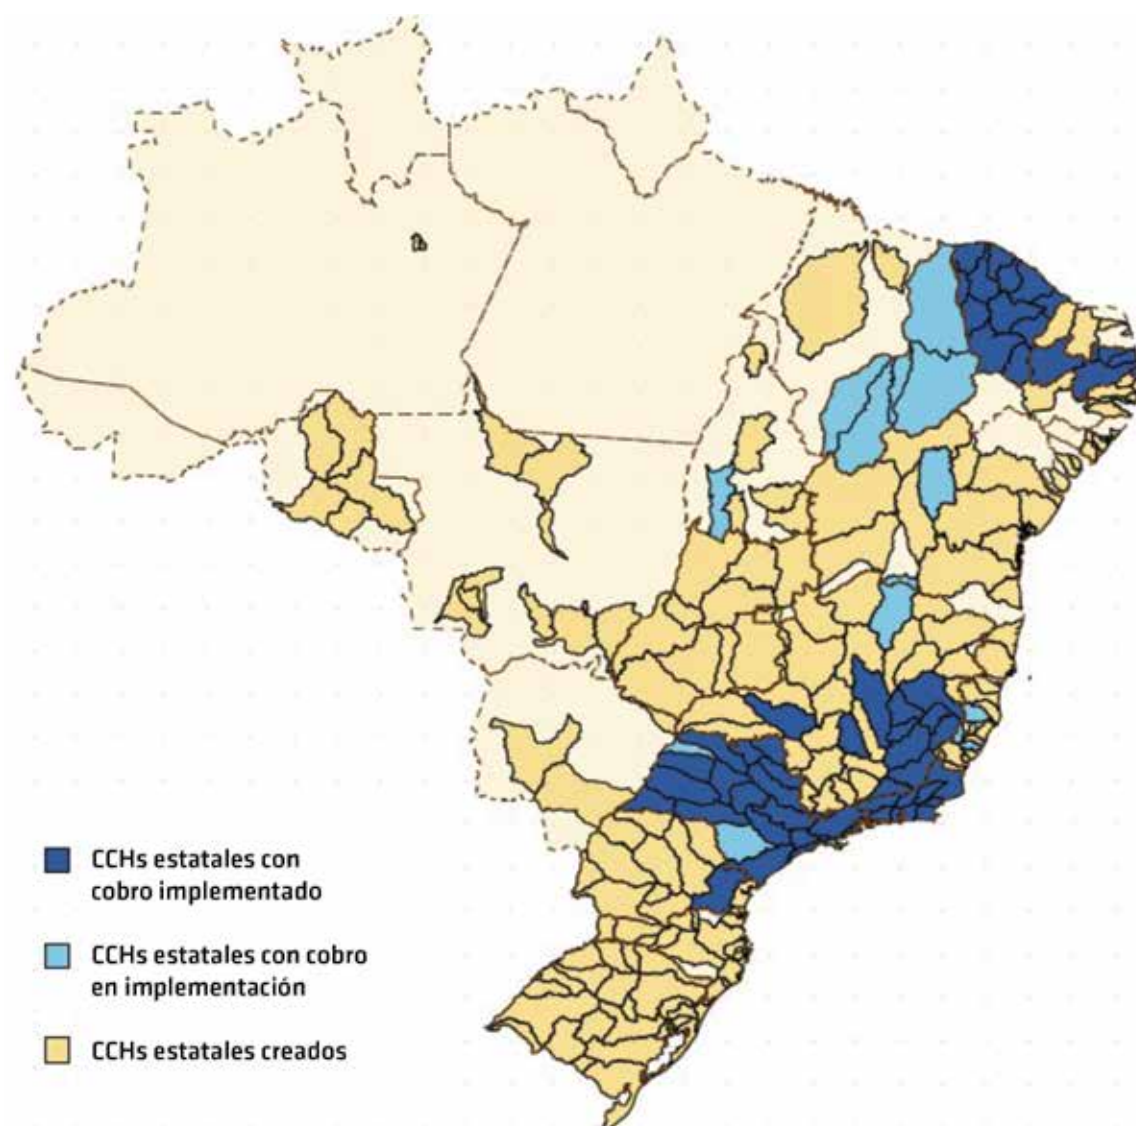 CCHs estatales con
cobro implementado
CCHs estatales con cobro
en implementación
CCHs estatales creados